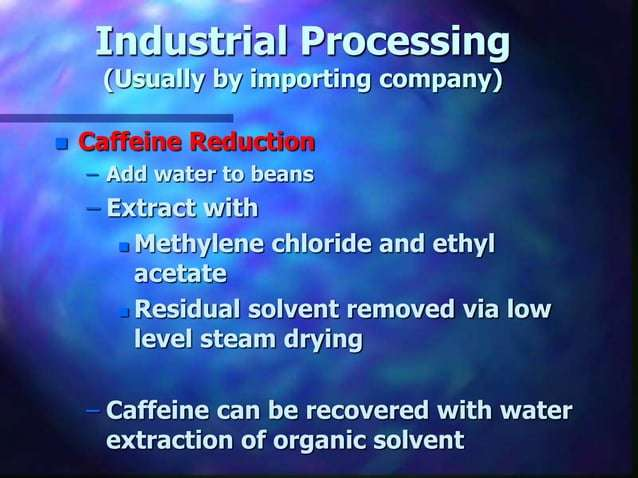 Industrial Processing
(Usually by importing company)
Caffeine Reduction
– Add water to beans
– Extract with
Methylene chloride and ethyl
acetate
Residual solvent removed via low
level steam drying
– Caffeine can be recovered with water
extraction of organic solvent